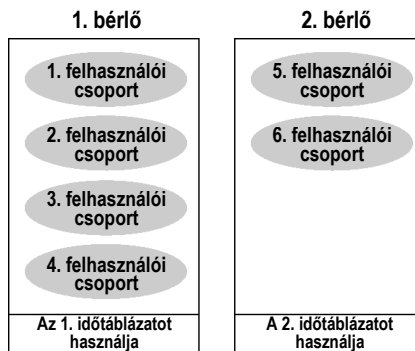 1. bérlő
1. felhasználói
csoport
2. felhasználói
csoport
3. felhasználói
csoport
4. felhasználói
csoport
Az 1. időtáblázatot
használja
2. bérlő
5. felhasználói
csoport
6. felhasználói
csoport
A 2. időtáblázatot
használja